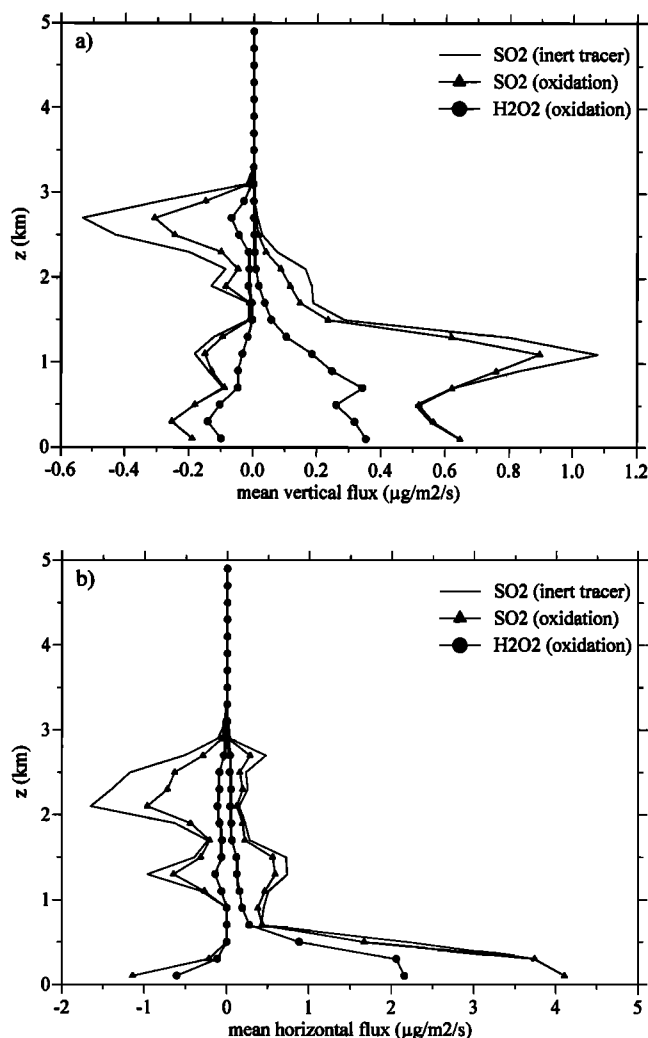 a)
SO2 (inert tracer)
SO2 (oxidation)
H2O2 (oxidation)
5
4
3
2
1
0
z (km)
-0.6 -0.4 -0.2 0.0 0.2 0.4 0.6 0.8 1.0 1.2
mean vertical flux (µg/m2/s)
b)
SO2 (inert tracer)
SO2 (oxidation)
H2O2 (oxidation)
5
4
3
2
1
0
z (km)
-2 -1 0 1 2 3 4 5
mean horizontal flux (µg/m2/s)